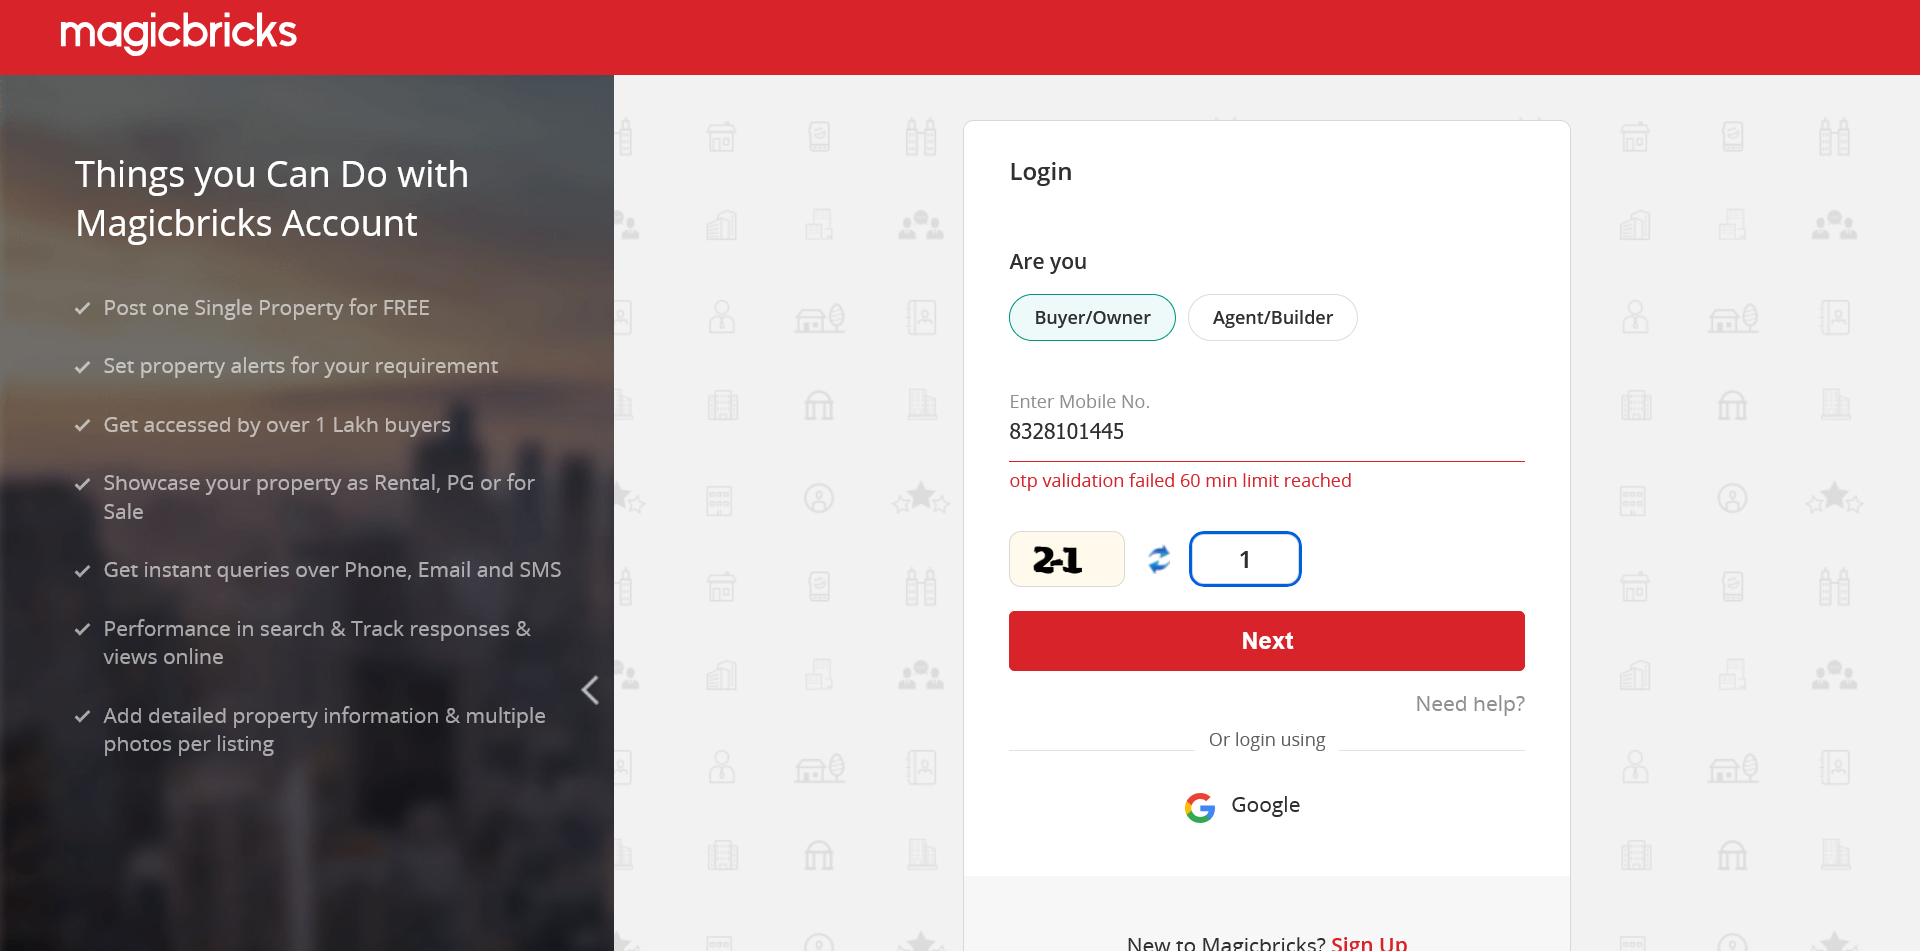 magicbricks
Things you Can Do with
Magicbricks Account
Post one Single Property for FREE
Set property alerts for your requirement
Get accessed by over 1 Lakh buyers
Showcase your property as Rental, PG or for
Sale
Get instant queries over Phone, Email and SMS
Performance in search & Track responses &
views online
Add detailed property information & multiple
photos per listing
Login
Are you
Buyer/Owner Agent/Builder
Enter Mobile No.
8328101445
otp validation failed 60 min limit reached
2-1 1
Next
Need help?
Or login using
Google
New to Magicbricks? Sign Up